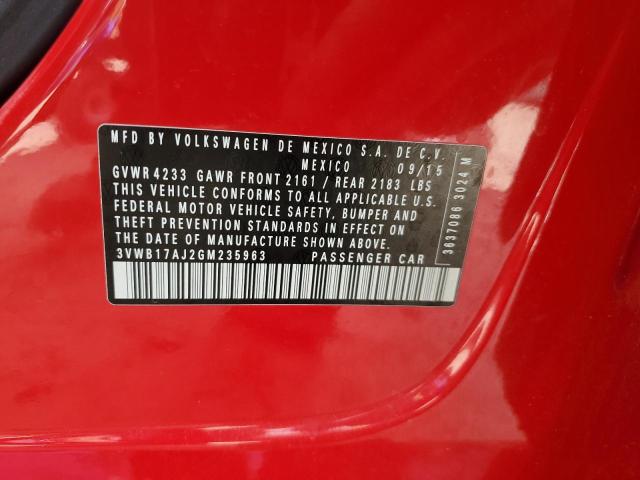 MFD BY VOLKSWAGEN DE MEXICO S.A. DE C.V.
MEXICO 09/15
GVWR 4233 GAWR FRONT 2161 / REAR 2183 LBS
THIS VEHICLE CONFORMS TO ALL APPLICABLE U.S.
FEDERAL MOTOR VEHICLE SAFETY, BUMPER AND
THEFT PREVENTION STANDARDS IN EFFECT ON
THE DATE OF MANUFACTURE SHOWN ABOVE.
3VWB17AJ2GM235963 PASSENGER CAR
3637086 3024 M